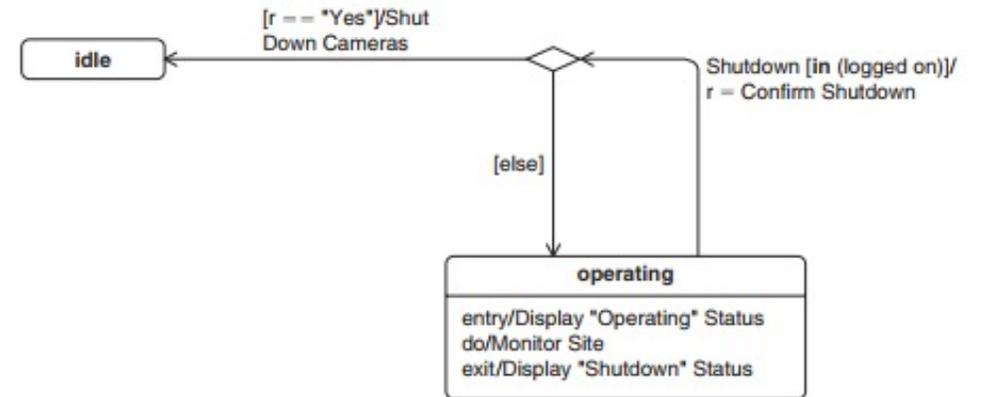 [r == "Yes"]/Shut
Down Cameras
idle
Shutdown [in (logged on)]/
r = Confirm Shutdown
[else]
operating
entry/Display "Operating" Status
do/Monitor Site
exit/Display "Shutdown" Status